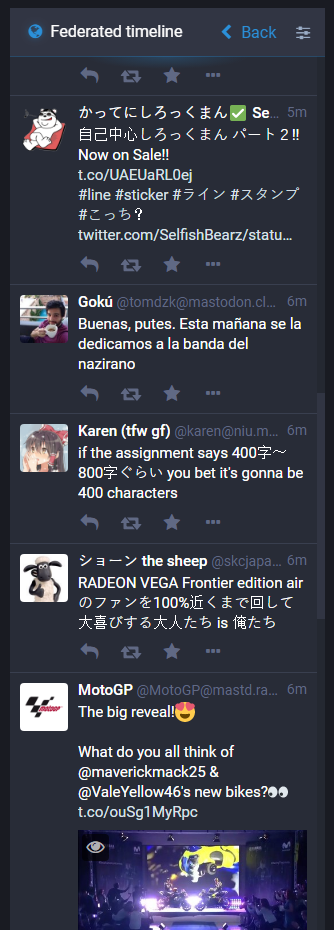 Federated timeline
Back
かってにしろっくまん✅ Se… 5m
自己中心しろっくまん パート２!!
Now on Sale!!
t.co/UAEUaRL0ej
#line #sticker #ライン #スタンプ
#こっち？
twitter.com/SelfishBearz/statu…
Gokú @tomdzk@mastodon.cl… 6m
Buenas, putes. Esta mañana se la
dedicamos a la banda del
nazirano
Karen (tfw gf) @karen@niu.m… 6m
if the assignment says 400字〜
800字ぐらい you bet it's gonna be
400 characters
ショーン the sheep @skcjapa… 6m
RADEON VEGA Frontier edition air
のファンを100%近くまで回して
大喜びする大人たち is 俺たち
MotoGP @MotoGP@mastd.ra… 6m
The big reveal!😍
What do you all think of
@maverickmack25 &
@ValeYellow46's new bikes?👀
t.co/ouSg1MyRpc